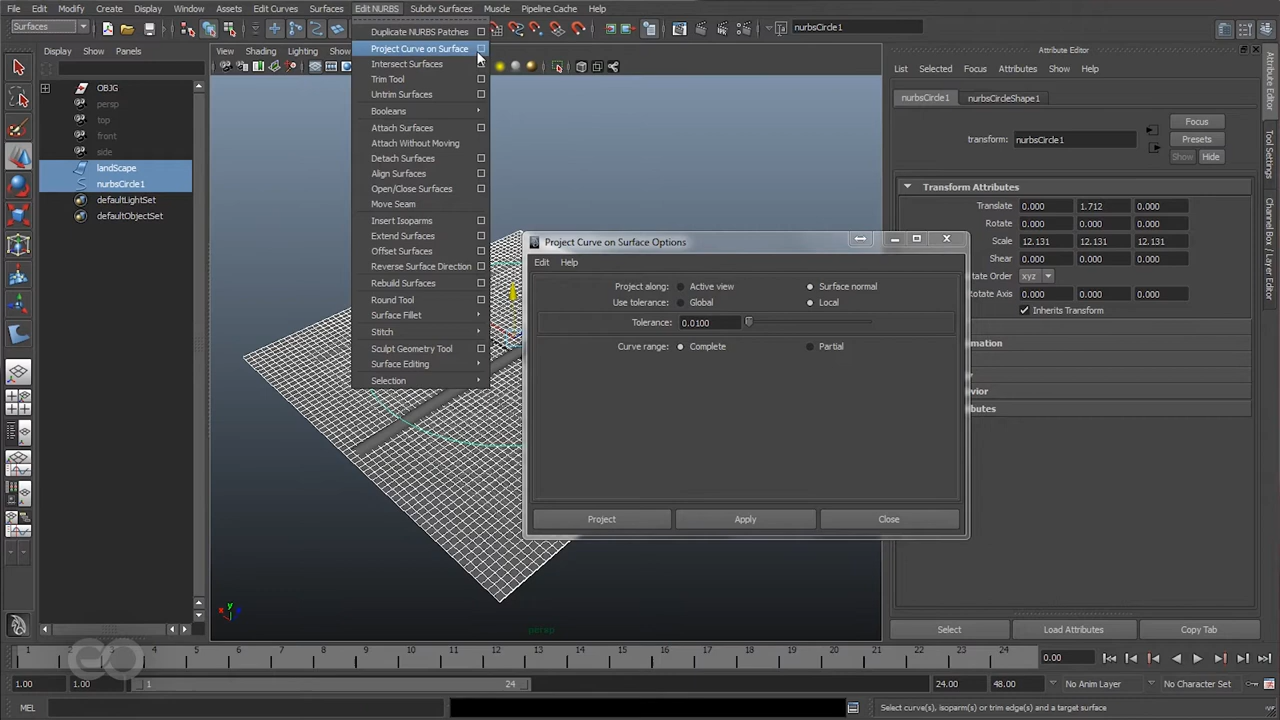 File Edit Modify Create Display Window Assets Edit Curves Surfaces Edit NURBS Subdiv Surfaces Muscle Pipeline Cache Help
Surfaces
nurbsCircle1
Display Show Panels
View Shading Lighting Show
OBJG
persp
top
front
side
landScape
nurbsCircle1
defaultLightSet
defaultObjectSet
Duplicate NURBS Patches
Project Curve on Surface
Intersect Surfaces
Trim Tool
Untrim Surfaces
Booleans
Attach Surfaces
Attach Without Moving
Detach Surfaces
Align Surfaces
Open/Close Surfaces
Move Seam
Insert Isoparms
Extend Surfaces
Offset Surfaces
Reverse Surface Direction
Rebuild Surfaces
Round Tool
Surface Fillet
Stitch
Sculpt Geometry Tool
Surface Editing
Selection
Project Curve on Surface Options
Edit Help
Project along: Active view Surface normal
Use tolerance: Global Local
Tolerance: 0.0100
Curve range: Complete Partial
Project Apply Close
Attribute Editor
List Selected Focus Attributes Show Help
nurbsCircle1 nurbsCircleShape1
Focus
transform: nurbsCircle1
Presets
Show Hide
Transform Attributes
Translate 0.000 1.712 0.000
Rotate 0.000 0.000 0.000
Scale 12.131 12.131 12.131
Shear 0.000 0.000 0.000
otate Order xyz
otate Axis 0.000 0.000 0.000
Inherits Transform
mation
vior
butes
Select Load Attributes Copy Tab
Attribute Editor
Tool Settings
Channel Box / Layer Editor
y
x
persp
1 2 3 4 5 6 7 8 9 10 11 12 13 14 15 16 17 18 19 20 21 22 23 24
0.00
1.00 1.00 1 24 24.00 48.00 No Anim Layer No Character Set
MEL
Select curve(s), isoparm(s) or trim edge(s) and a target surface